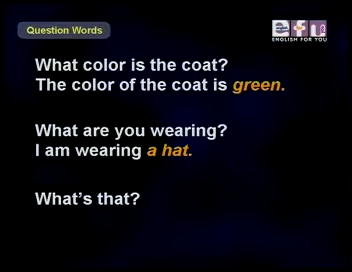 Question Words
efu
ENGLISH FOR YOU
What color is the coat?
The color of the coat is green.
What are you wearing?
I am wearing a hat.
What's that?